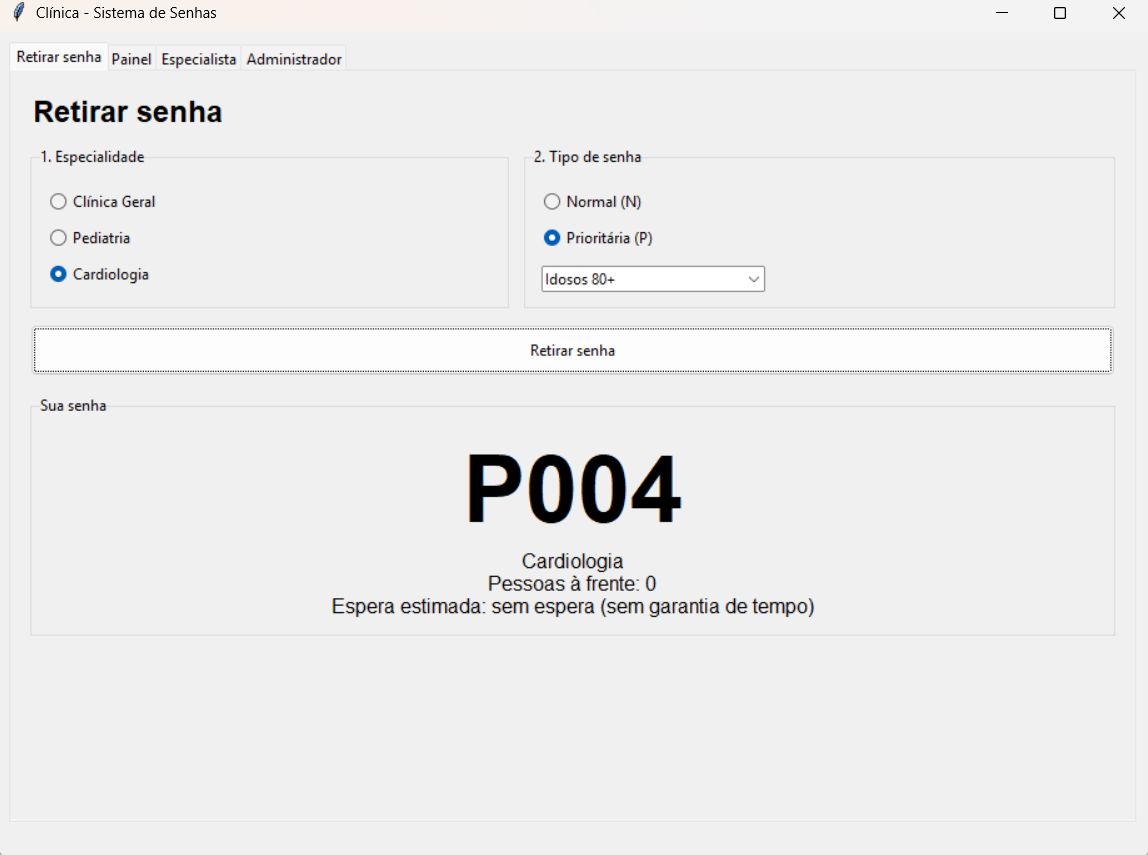 Clínica - Sistema de Senhas
Retirar senha Painel Especialista Administrador
Retirar senha
1. Especialidade
Clínica Geral
Pediatria
Cardiologia
2. Tipo de senha
Normal (N)
Prioritária (P)
Idosos 80+
Retirar senha
Sua senha
P004
Cardiologia
Pessoas à frente: 0
Espera estimada: sem espera (sem garantia de tempo)